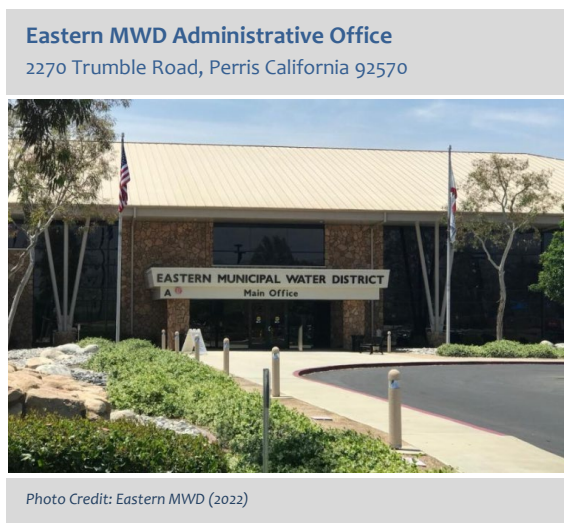 Eastern MWD Administrative Office
2270 Trumble Road, Perris California 92570
EASTERN MUNICIPAL WATER DISTRICT
A Main Office
Photo Credit: Eastern MWD (2022)